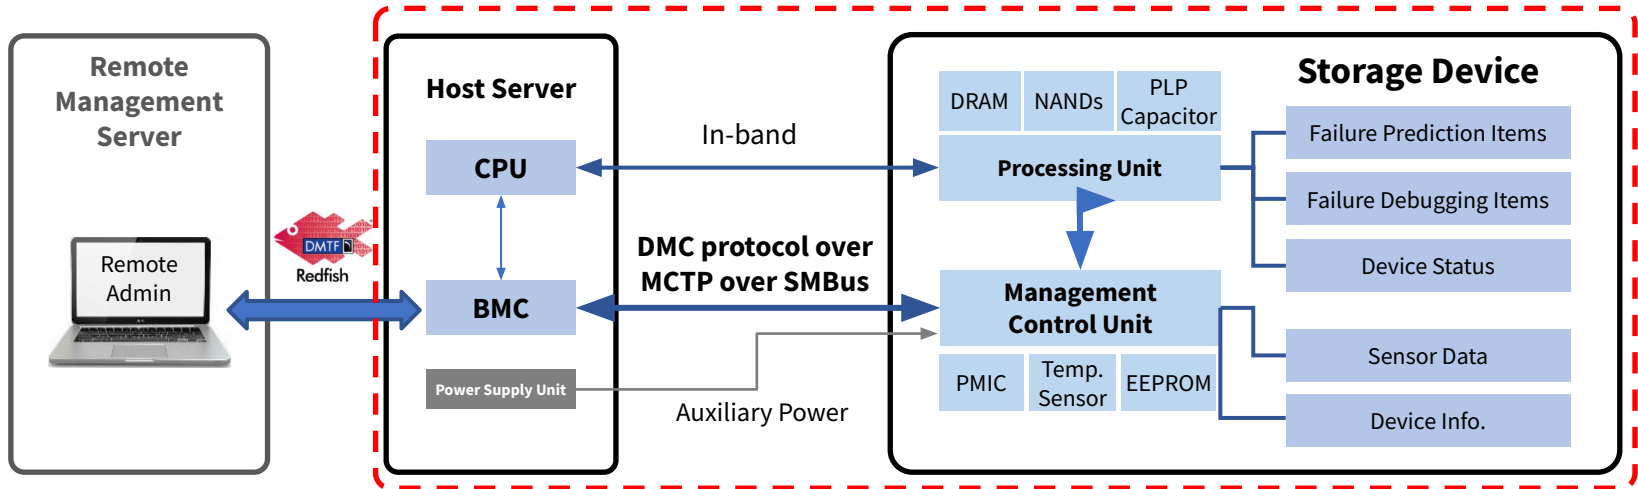 Remote
Management
Server
Remote
Admin
DMTF
Redfish
Host Server
CPU
BMC
Power Supply Unit
In-band
DMC protocol over
MCTP over SMBus
Auxiliary Power
Storage Device
DRAM
NANDs
PLP
Capacitor
Processing Unit
Management
Control Unit
PMIC
Temp.
Sensor
EEPROM
Failure Prediction Items
Failure Debugging Items
Device Status
Sensor Data
Device Info.